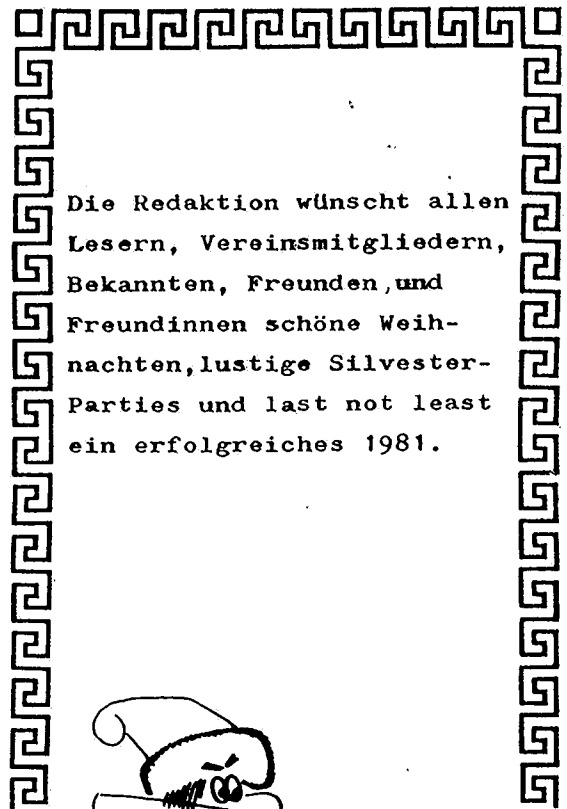 Die Redaktion wünscht allen
Lesern, Vereinsmitgliedern,
Bekannten, Freunden,und
Freundinnen schöne Weih-
nachten,lustige Silvester-
Parties und last not least
ein erfolgreiches 1981.